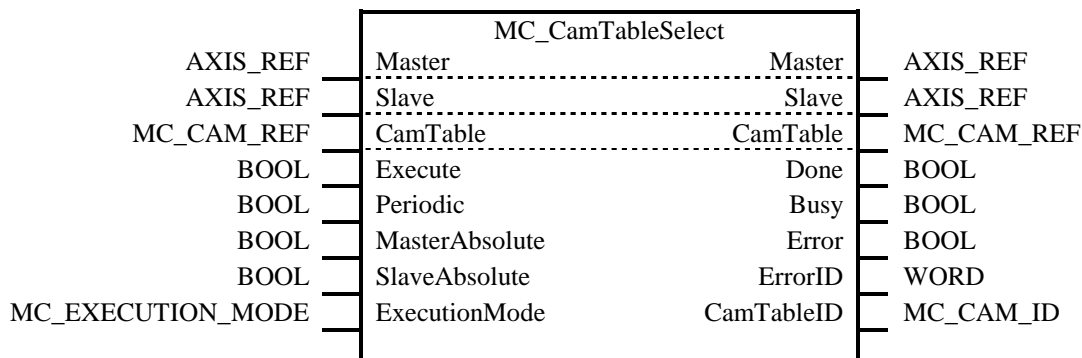 MC_CamTableSelect
AXIS_REF Master Master AXIS_REF
AXIS_REF Slave Slave AXIS_REF
MC_CAM_REF CamTable CamTable MC_CAM_REF
BOOL Execute Done BOOL
BOOL Periodic Busy BOOL
BOOL MasterAbsolute Error BOOL
BOOL SlaveAbsolute ErrorID WORD
MC_EXECUTION_MODE ExecutionMode CamTableID MC_CAM_ID